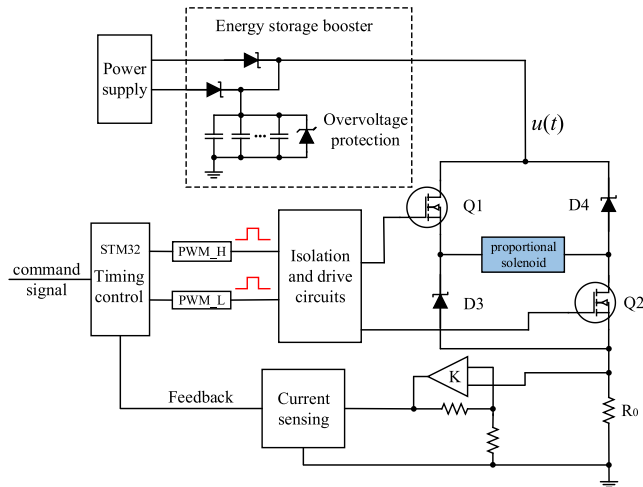 Energy storage booster
Power
supply
Overvoltage
protection
u(t)
Q1
D4
STM32
Timing
control
PWM_H
PWM_L
Isolation
and drive
circuits
proportional
solenoid
command
signal
D3
Q2
Feedback
Current
sensing
K
R0